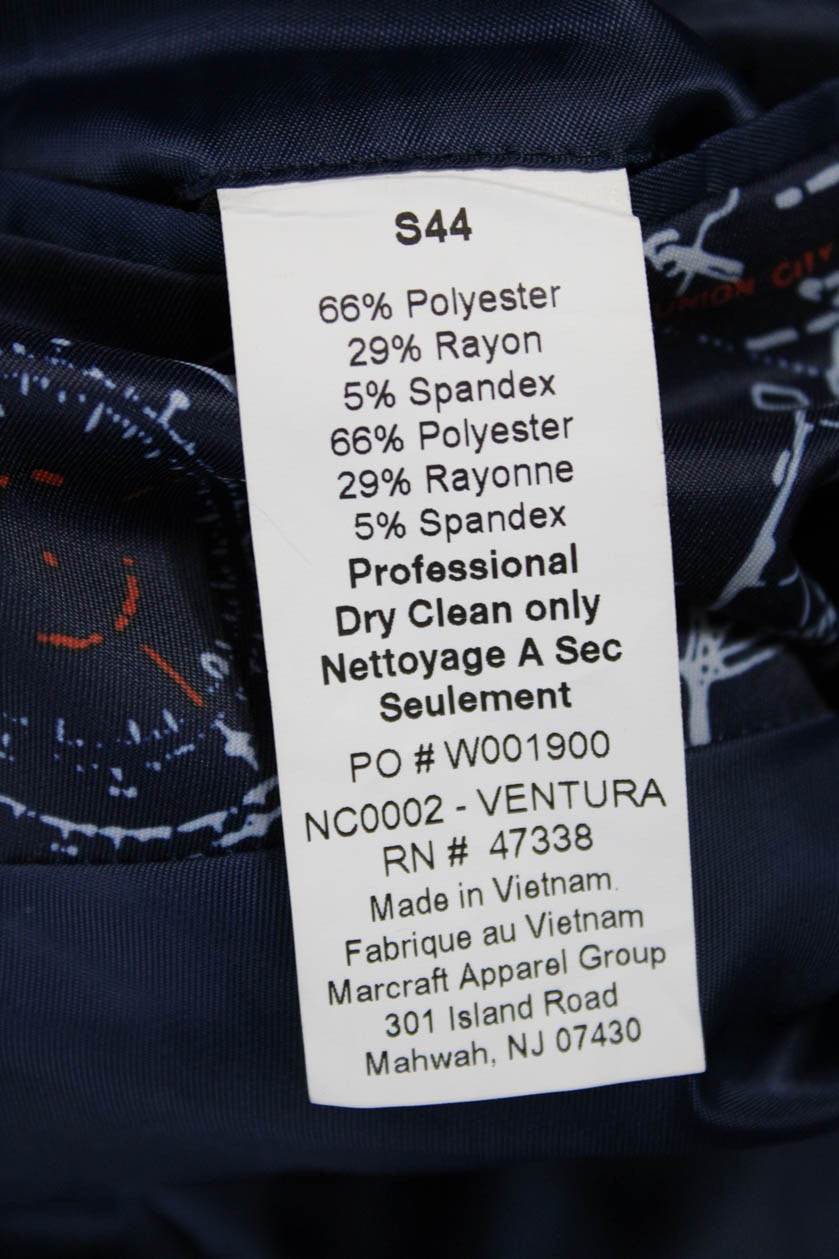 S44
66% Polyester
29% Rayon
5% Spandex
66% Polyester
29% Rayonne
5% Spandex
Professional
Dry Clean only
Nettoyage A Sec
Seulement
PO # W001900
NC0002 - VENTURA
RN # 47338
Made in Vietnam.
Fabrique au Vietnam
Marcraft Apparel Group
301 Island Road
Mahwah, NJ 07430
UNION CITY